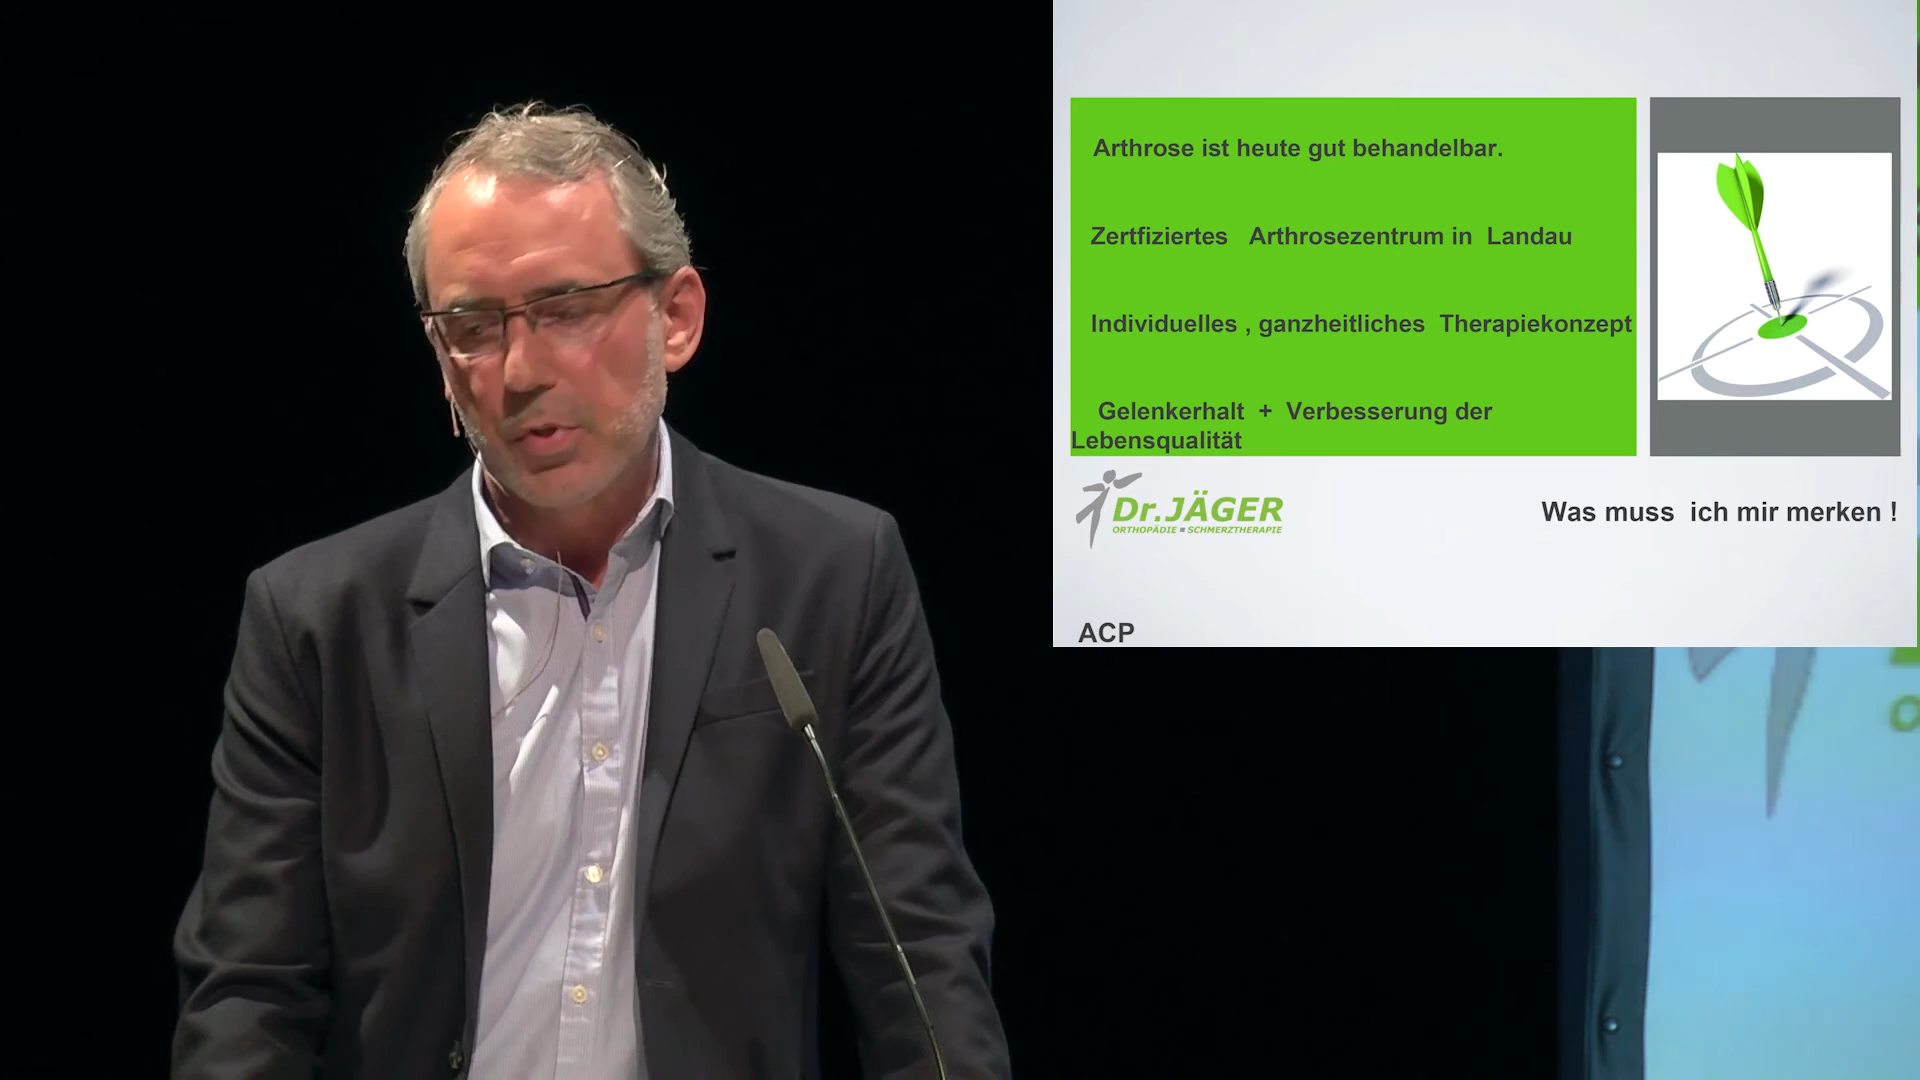 Arthrose ist heute gut behandelbar.
Zertfiziertes Arthrosezentrum in Landau
Individuelles , ganzheitliches Therapiekonzept
Gelenkerhalt + Verbesserung der
Lebensqualität
Dr.JÄGER
ORTHOPÄDIE ▪ SCHMERZTHERAPIE
Was muss ich mir merken !
ACP